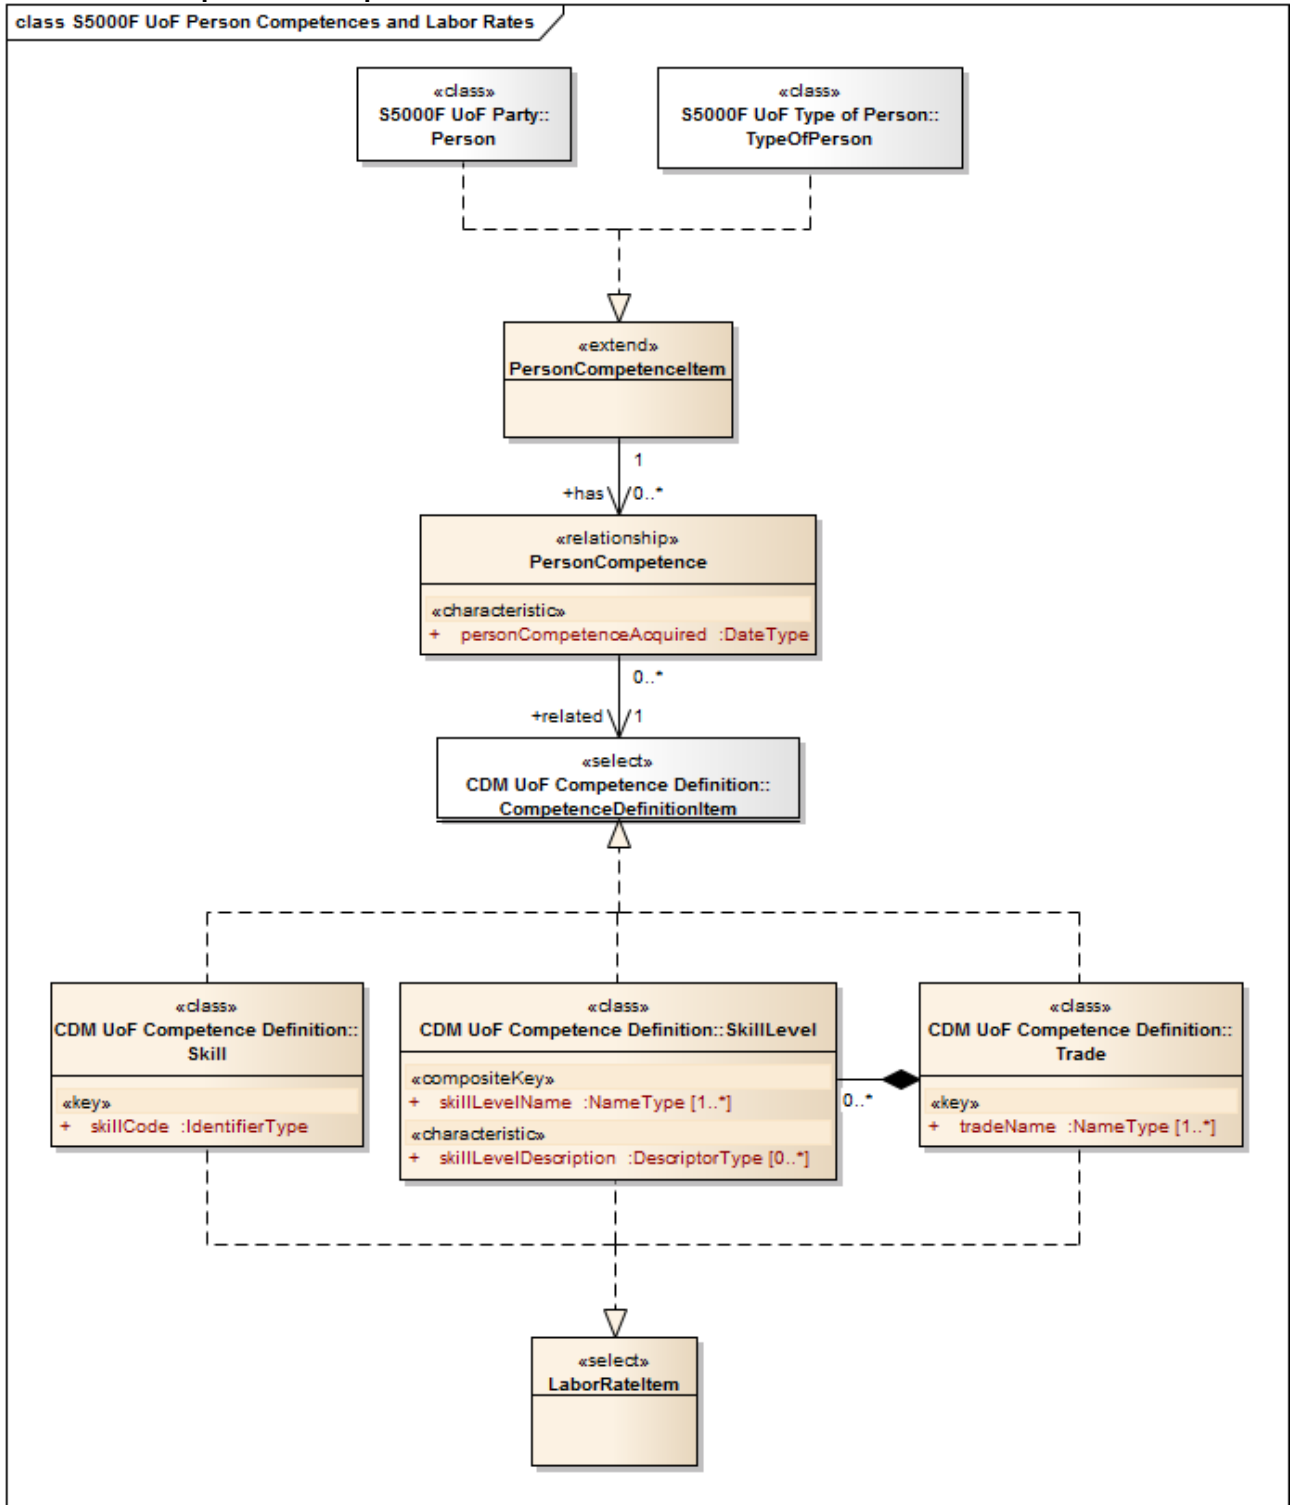 class S5000F UoF Person Competences and Labor Rates
«class»
S5000F UoF Party::
Person
«class»
S5000F UoF Type of Person::
TypeOfPerson
«extend»
PersonCompetenceItem
1
+has 0..*
«relationship»
PersonCompetence
«characteristic»
+ personCompetenceAcquired :DateType
0..*
+related 1
«select»
CDM UoF Competence Definition::
CompetenceDefinitionItem
«class»
CDM UoF Competence Definition::
Skill
«key»
+ skillCode :IdentifierType
«class»
CDM UoF Competence Definition::SkillLevel
«compositeKey»
+ skillLevelName :NameType [1..*]
«characteristic»
+ skillLevelDescription :DescriptorType [0..*]
0..*
«class»
CDM UoF Competence Definition::
Trade
«key»
+ tradeName :NameType [1..*]
«select»
LaborRateItem